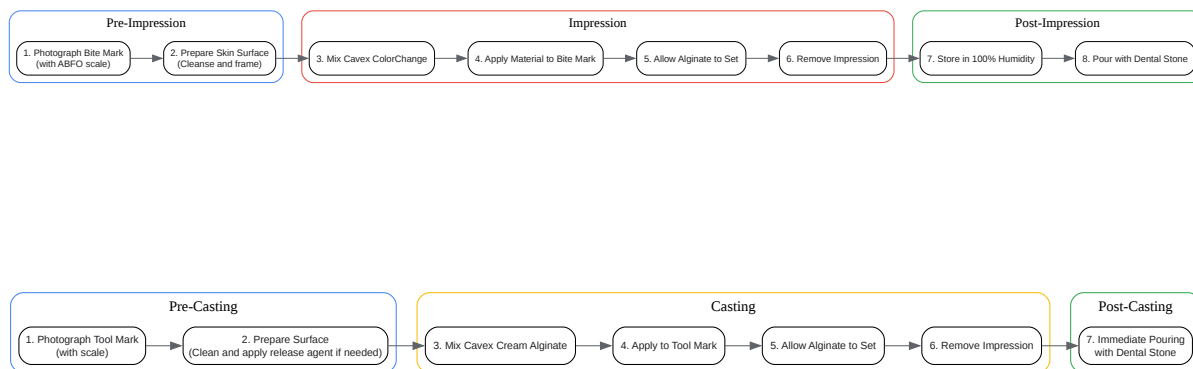 Pre-Impression
1. Photograph Bite Mark
(with ABFO scale)
2. Prepare Skin Surface
(Cleanse and frame)
Impression
3. Mix Cavex ColorChange
4. Apply Material to Bite Mark
5. Allow Alginate to Set
6. Remove Impression
Post-Impression
7. Store in 100% Humidity
8. Pour with Dental Stone
Pre-Casting
1. Photograph Tool Mark
(with scale)
2. Prepare Surface
(Clean and apply release agent if needed)
Casting
3. Mix Cavex Cream Alginate
4. Apply to Tool Mark
5. Allow Alginate to Set
6. Remove Impression
Post-Casting
7. Immediate Pouring
with Dental Stone